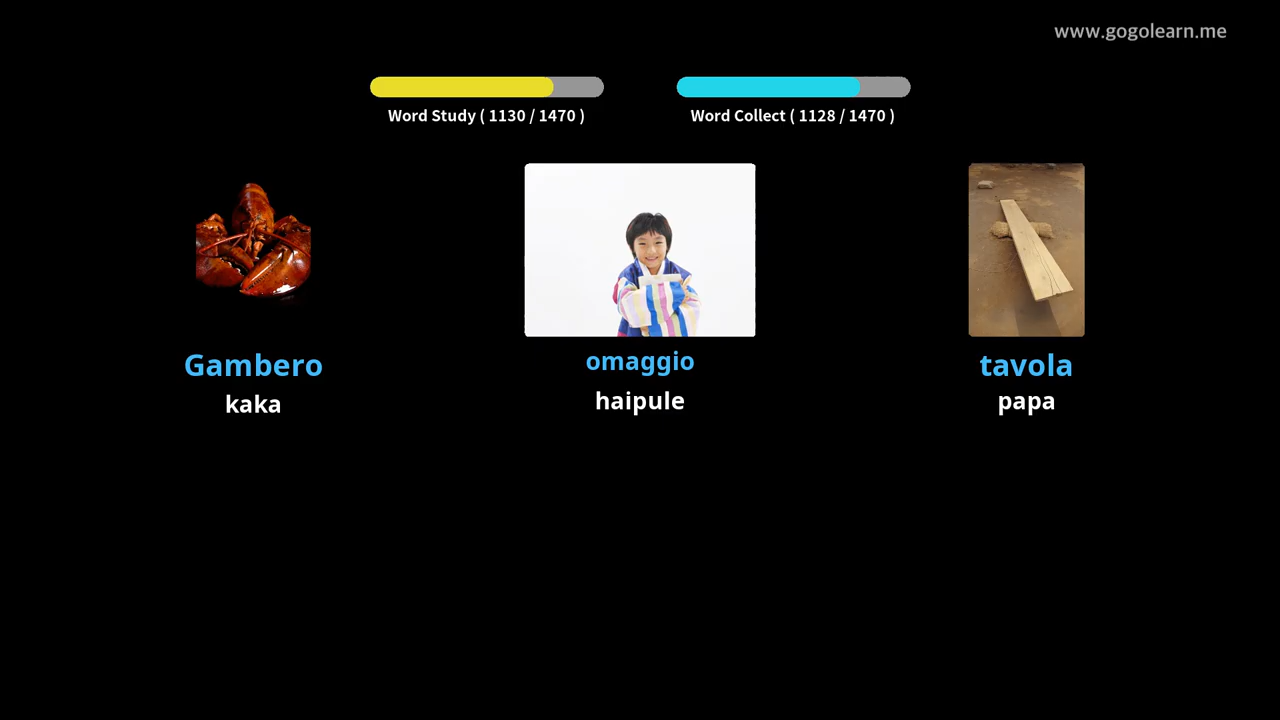 www.gogolearn.me
Word Study ( 1130 / 1470 )
Word Collect ( 1128 / 1470 )
Gambero
kaka
omaggio
haipule
tavola
papa